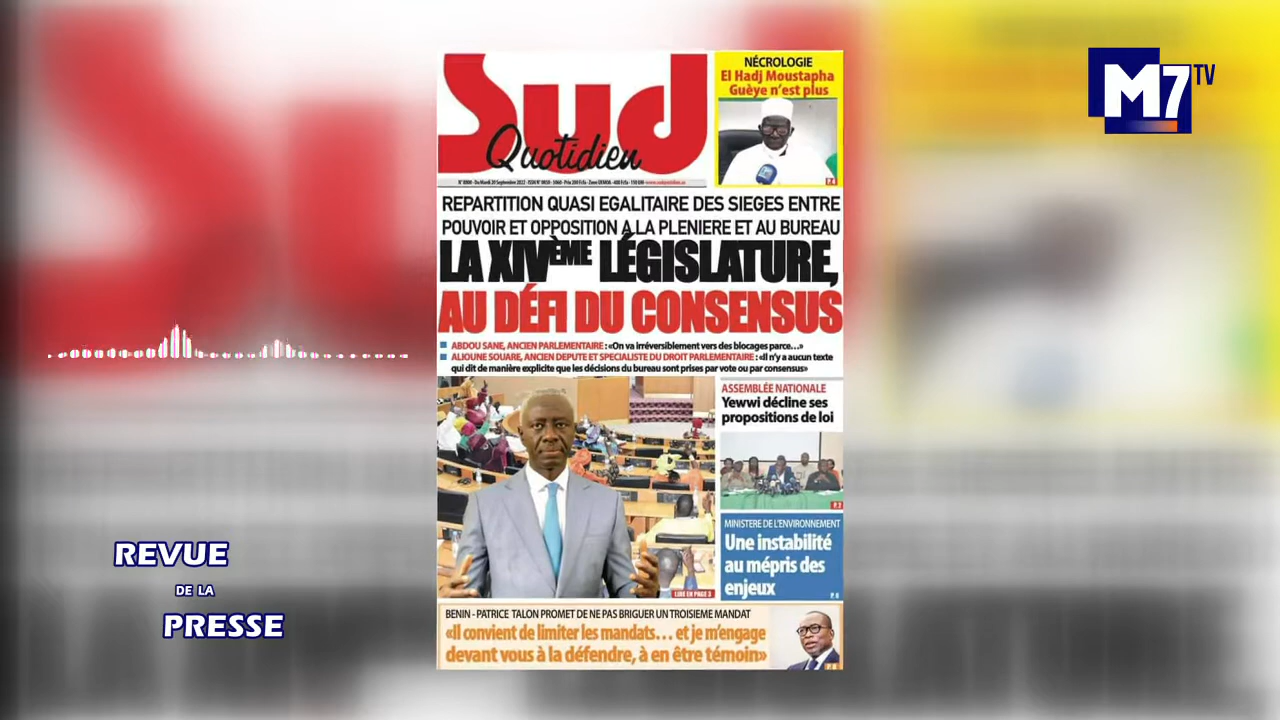 Sud
Quotidien
NÉCROLOGIE
El Hadj Moustapha
Guèye n'est plus
M7 TV
REPARTITION QUASI EGALITAIRE DES SIEGES ENTRE
POUVOIR ET OPPOSITION A LA PLENIERE ET AU BUREAU
LA XIVÈME LÉGISLATURE,
AU DÉFI DU CONSENSUS
ABDOU SANE, ANCIEN PARLEMENTAIRE : «On va irréversiblement vers des blocages parce...»
ALIOUNE SOUARE, ANCIEN DEPUTE ET SPECIALISTE DU DROIT PARLEMENTAIRE : «Il n'y a aucun texte
qui dit de manière explicite que les décisions du bureau sont prises par vote ou par consensus»
ASSEMBLÉE NATIONALE
Yewwi décline ses
propositions de loi
MINISTERE DE L'ENVIRONNEMENT
Une instabilité
au mépris des
enjeux
LIRE EN PAGE 3
BENIN - PATRICE TALON PROMET DE NE PAS BRIGUER UN TROISIEME MANDAT
«Il convient de limiter les mandats... et je m'engage
devant vous à la défendre, à en être témoin»
REVUE
DE LA
PRESSE